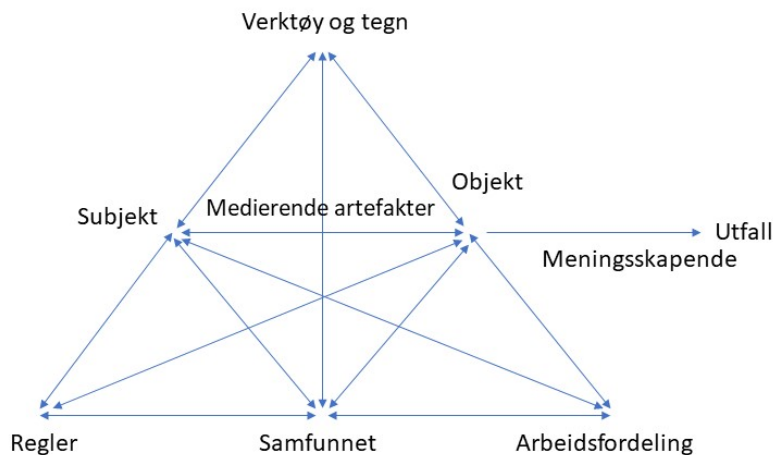 Verktøy og tegn
Objekt
Subjekt
Medierende artefakter
Utfall
Meningsskapende
Regler
Samfunnet
Arbeidsfordeling